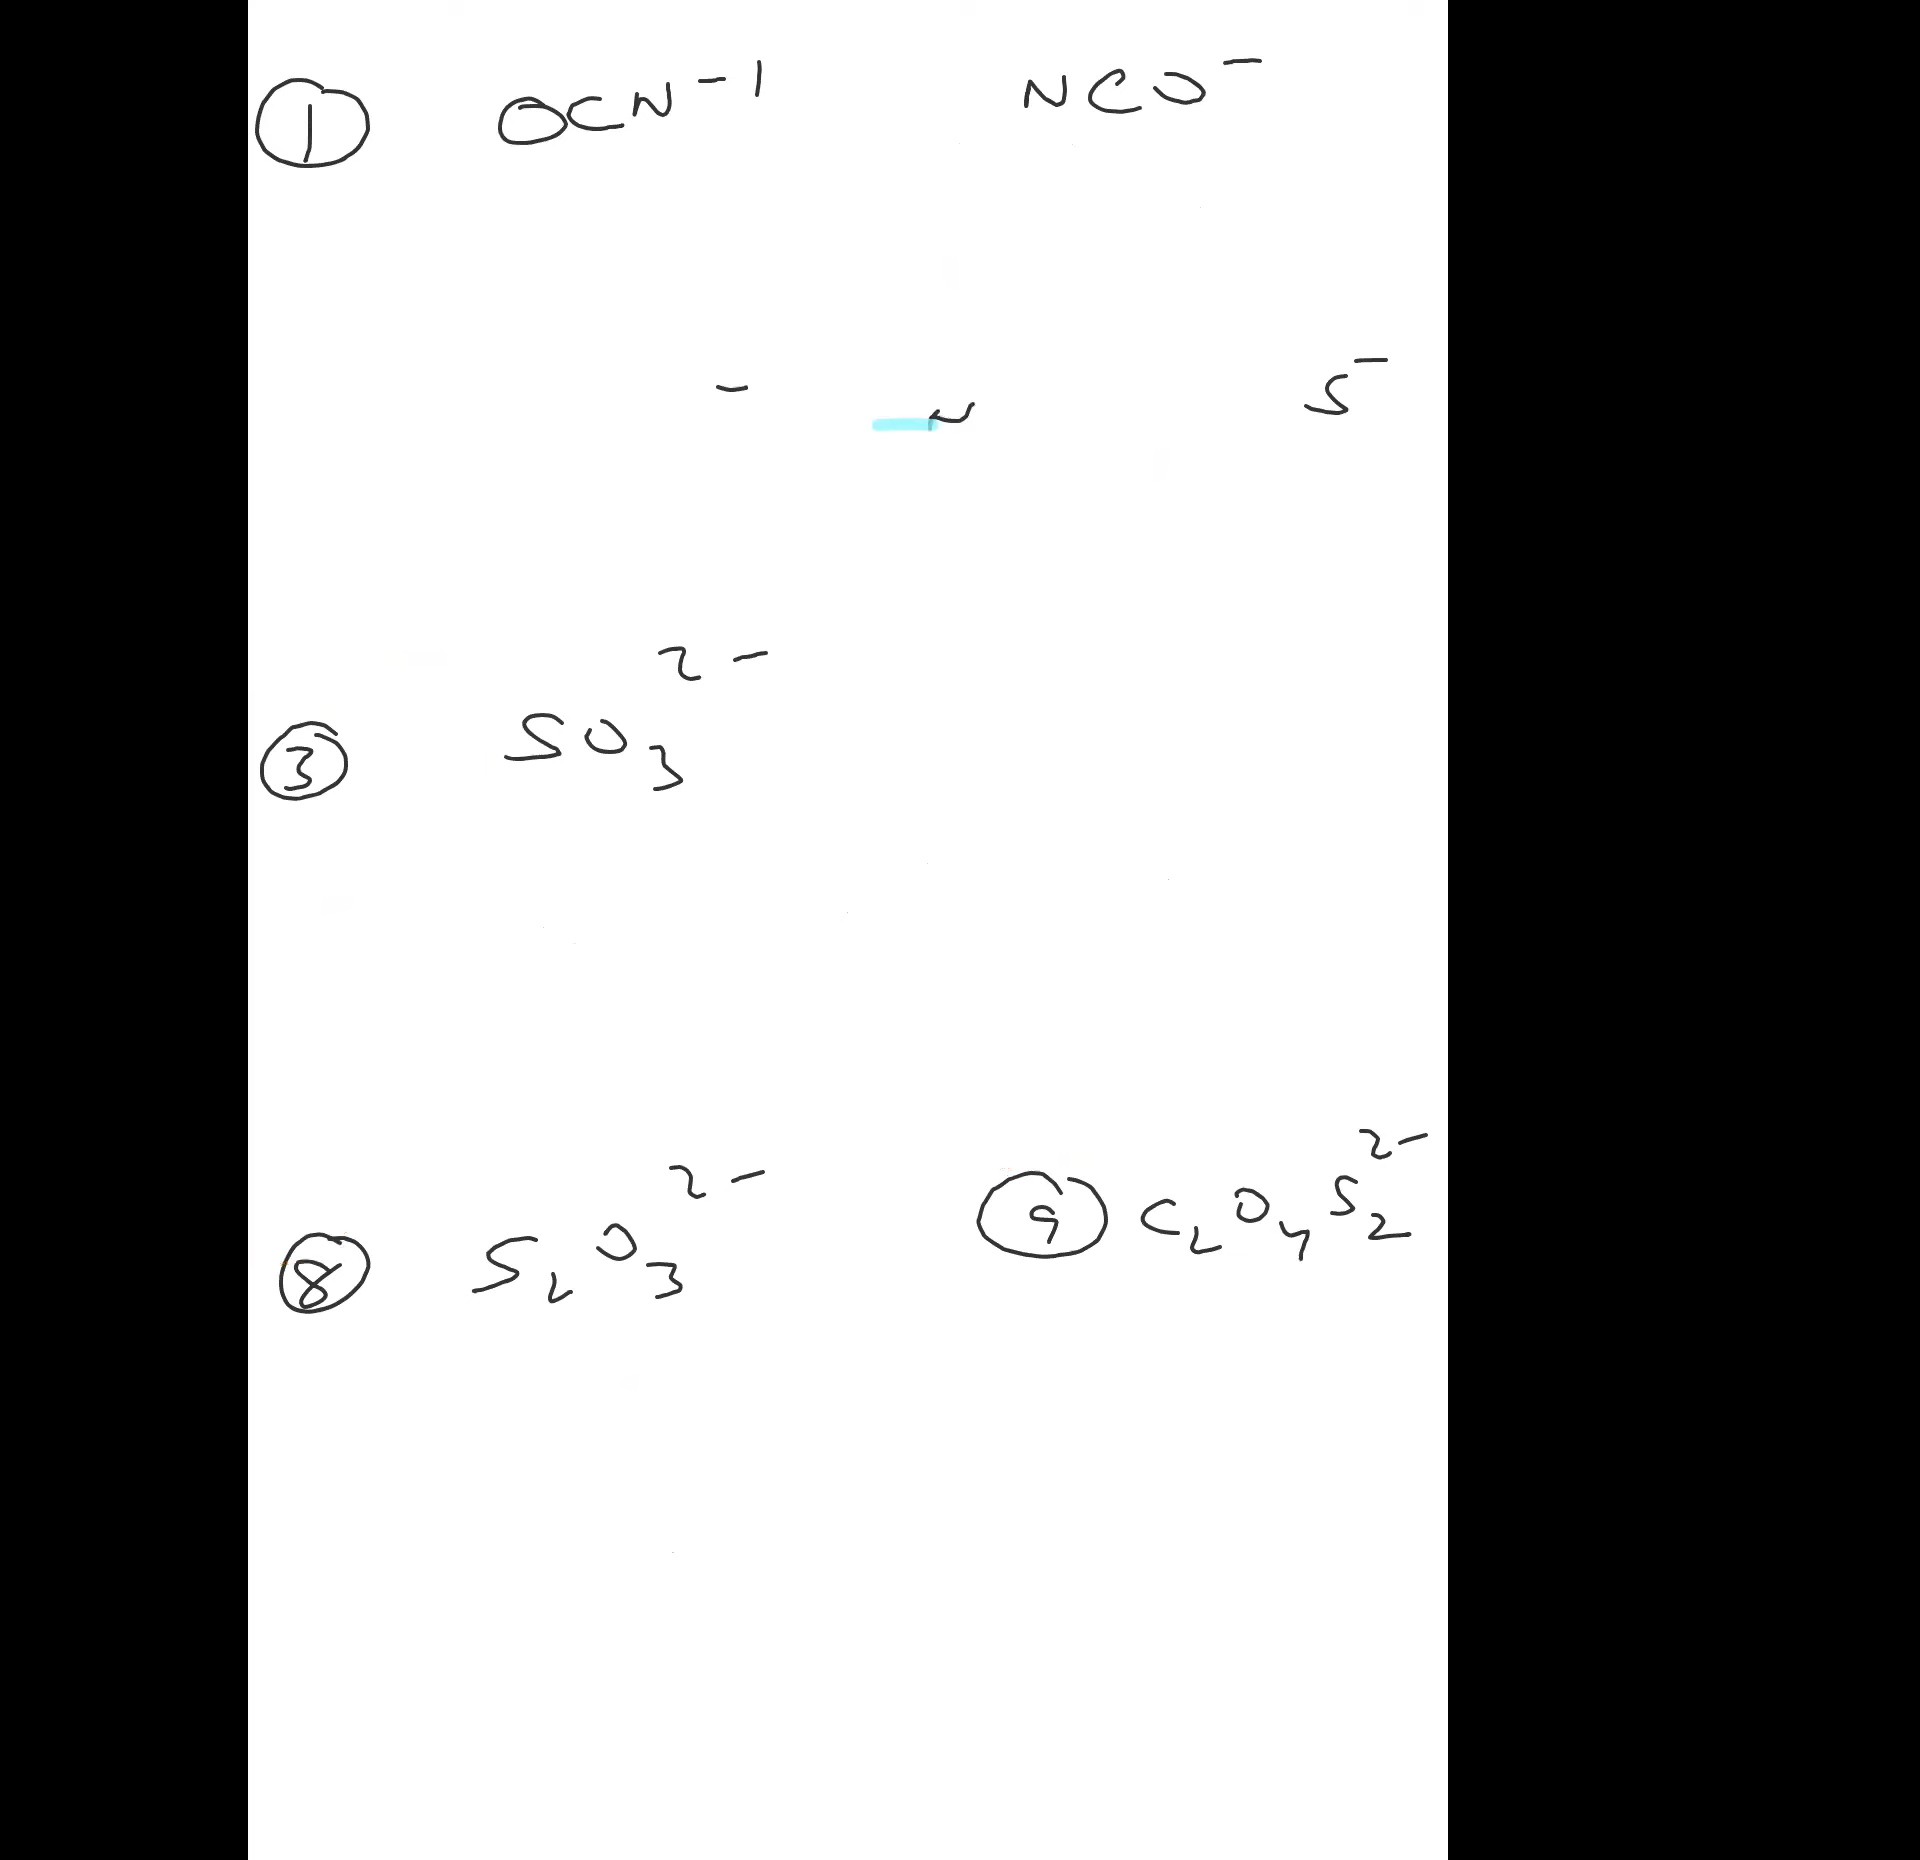 ① OCN⁻¹ NCO⁻
⁻ N S⁻
③ SO₃²⁻
⑧ S₂O₃²⁻ ⑨ C₂O₄S₂²⁻